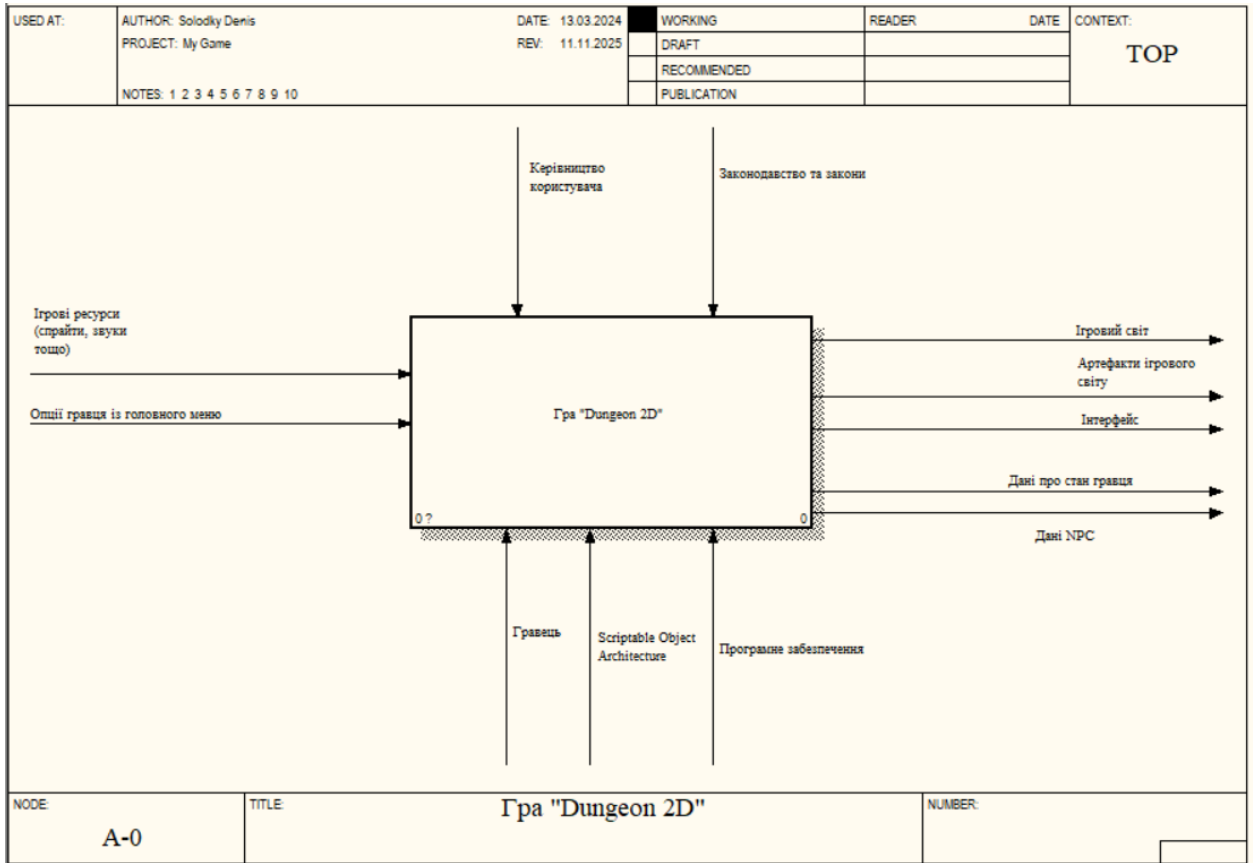 USED AT:
AUTHOR: Solodky Denis
DATE: 13.03.2024
WORKING
READER
DATE
CONTEXT:
PROJECT: My Game
REV: 11.11.2025
DRAFT
TOP
RECOMMENDED
NOTES: 1 2 3 4 5 6 7 8 9 10
PUBLICATION
Керівництво
користувача
Законодавство та закони
Ігрові ресурси
(спрайти, звуки
тощо)
Опції гравця із головного меню
Гра "Dungeon 2D"
0 ?
0
Ігровий світ
Артефакти ігрового
світу
Інтерфейс
Дані про стан гравця
Дані NPC
Гравець
Scriptable Object
Architecture
Програмне забезпечення
NODE:
A-0
TITLE:
Гра "Dungeon 2D"
NUMBER: